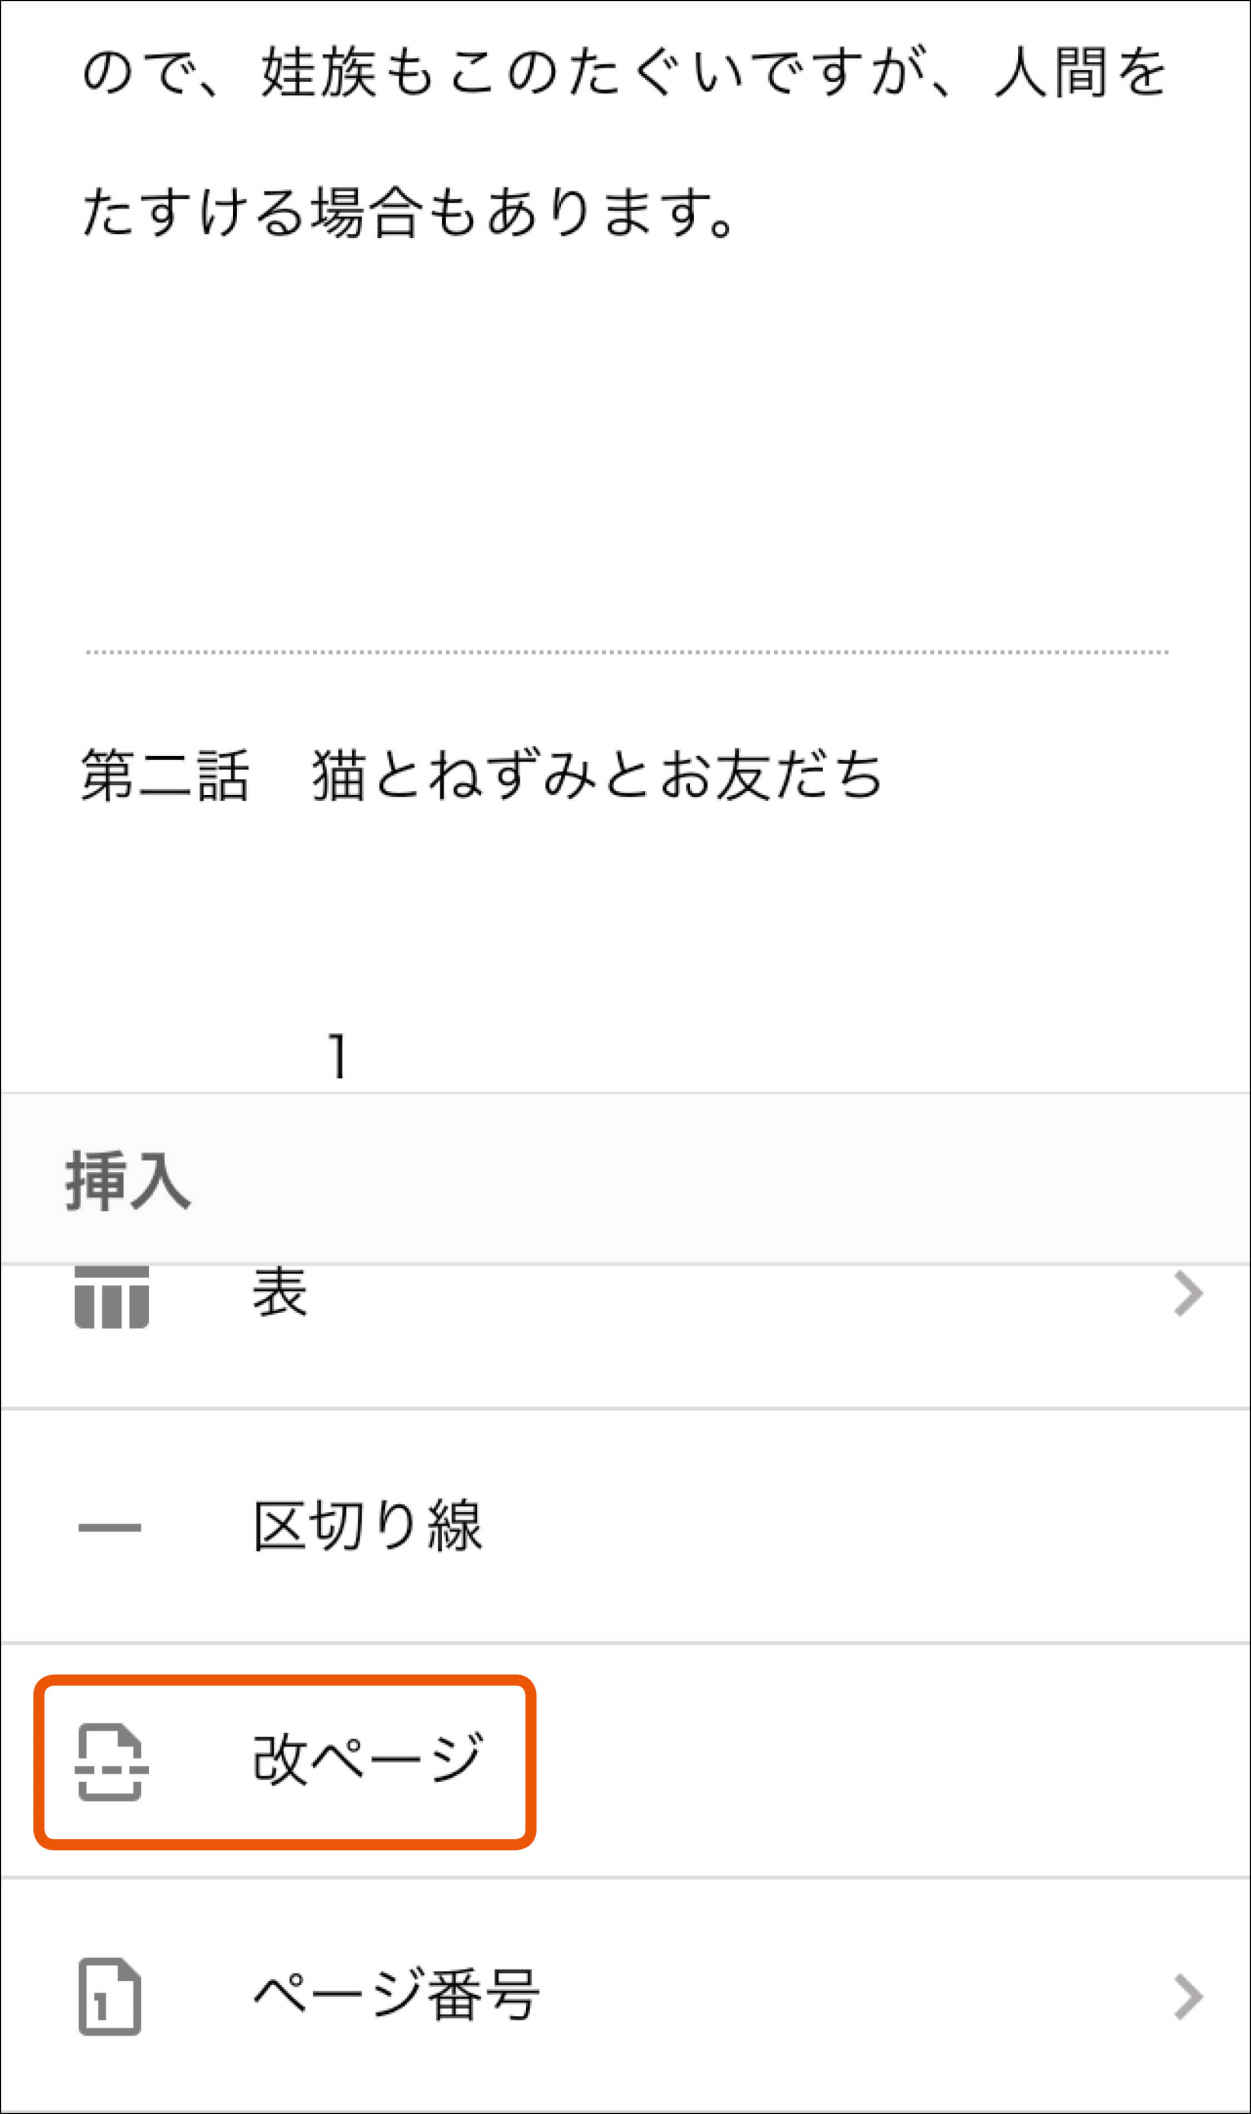 ので、娃族もこのたぐいですが、人間を
たすける場合もあります。
第二話　猫とねずみとお友だち
1
挿入
表
区切り線
改ページ
1
ページ番号